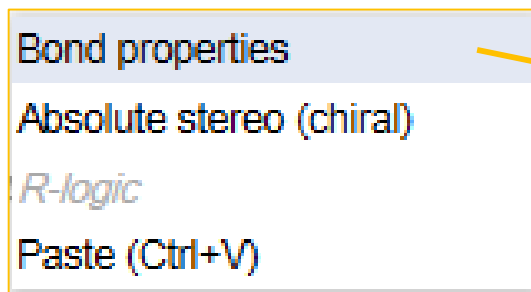 Bond properties
Absolute stereo (chiral)
R-logic
Paste (Ctrl+V)